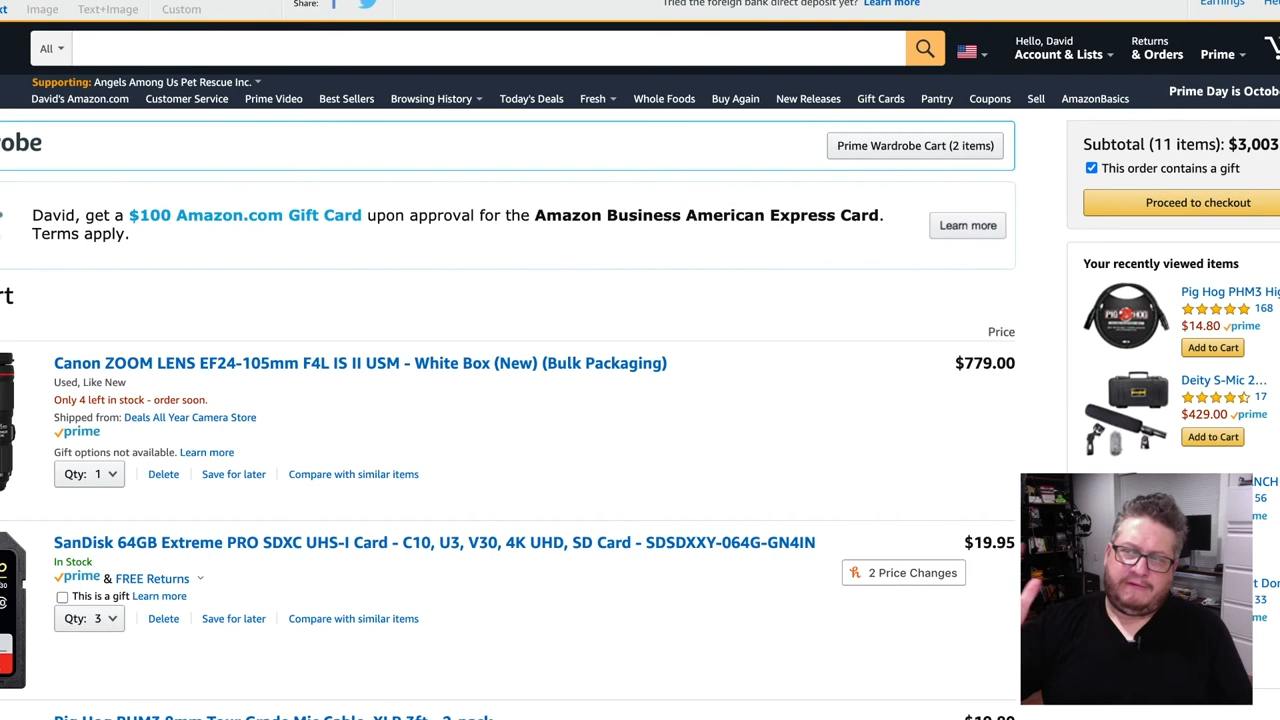 Image Text+Image Custom
Share:
Tried the foreign bank direct deposit yet? Learn more
Earnings
All
Hello, David
Account & Lists
Returns
& Orders
Prime
Supporting: Angels Among Us Pet Rescue Inc.
David's Amazon.com Customer Service Prime Video Best Sellers Browsing History Today's Deals Fresh Whole Foods Buy Again New Releases Gift Cards Pantry Coupons Sell AmazonBasics
Prime Day is Octob
robe
Prime Wardrobe Cart (2 items)
David, get a $100 Amazon.com Gift Card upon approval for the Amazon Business American Express Card.
Terms apply.
Learn more
Subtotal (11 items): $3,003
This order contains a gift
Proceed to checkout
rt
Price
Canon ZOOM LENS EF24-105mm F4L IS II USM - White Box (New) (Bulk Packaging)
$779.00
Used, Like New
Only 4 left in stock - order soon.
Shipped from: Deals All Year Camera Store
prime
Gift options not available. Learn more
Qty: 1 Delete Save for later Compare with similar items
SanDisk 64GB Extreme PRO SDXC UHS-I Card - C10, U3, V30, 4K UHD, SD Card - SDSDXXY-064G-GN4IN
$19.95
In Stock
prime & FREE Returns
2 Price Changes
This is a gift Learn more
Qty: 3 Delete Save for later Compare with similar items
Your recently viewed items
PIG HOG
Pig Hog PHM3 Hig
168
$14.80 prime
Add to Cart
Deity S-Mic 2...
17
$429.00 prime
Add to Cart
NCH
56
me
t Dor
33
me